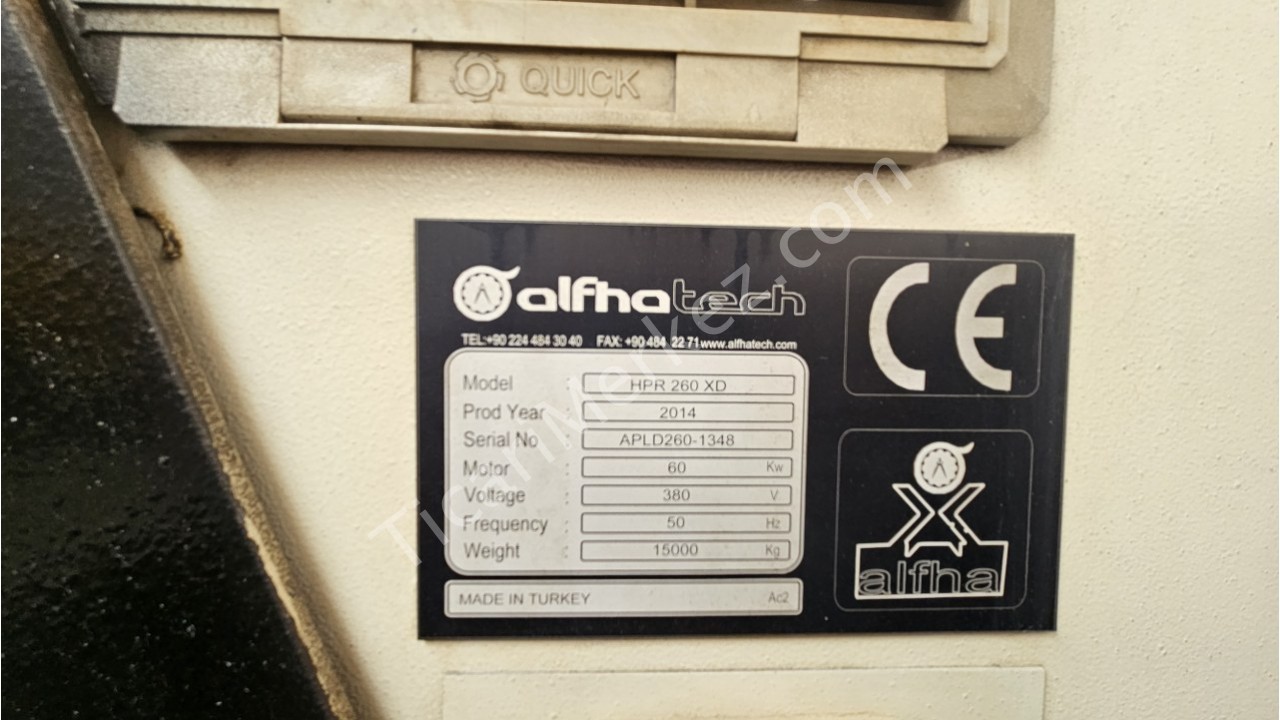 QUICK
alfhatech
TEL:+90 224 484 30 40 FAX: +90 484 22 71 www.alfhatech.com
CE
Model : HPR 260 XD
Prod Year : 2014
Serial No : APLD260-1348
Motor : 60 Kw
Voltage : 380 V
Frequency : 50 Hz
Weight : 15000 Kg
MADE IN TURKEY Ac2
alfha
TicariMerkez.com